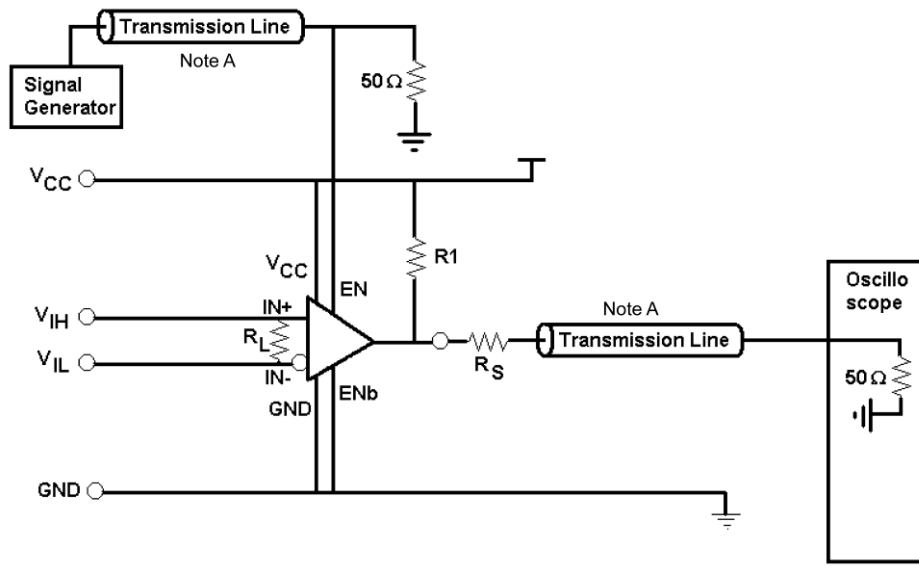 Transmission Line
Note A
Signal
Generator
50 Ω
VCC
R1
VCC
EN
Oscillo
scope
VIH
IN+
RL
VIL
IN-
Note A
Transmission Line
RS
50 Ω
GND
ENb
GND